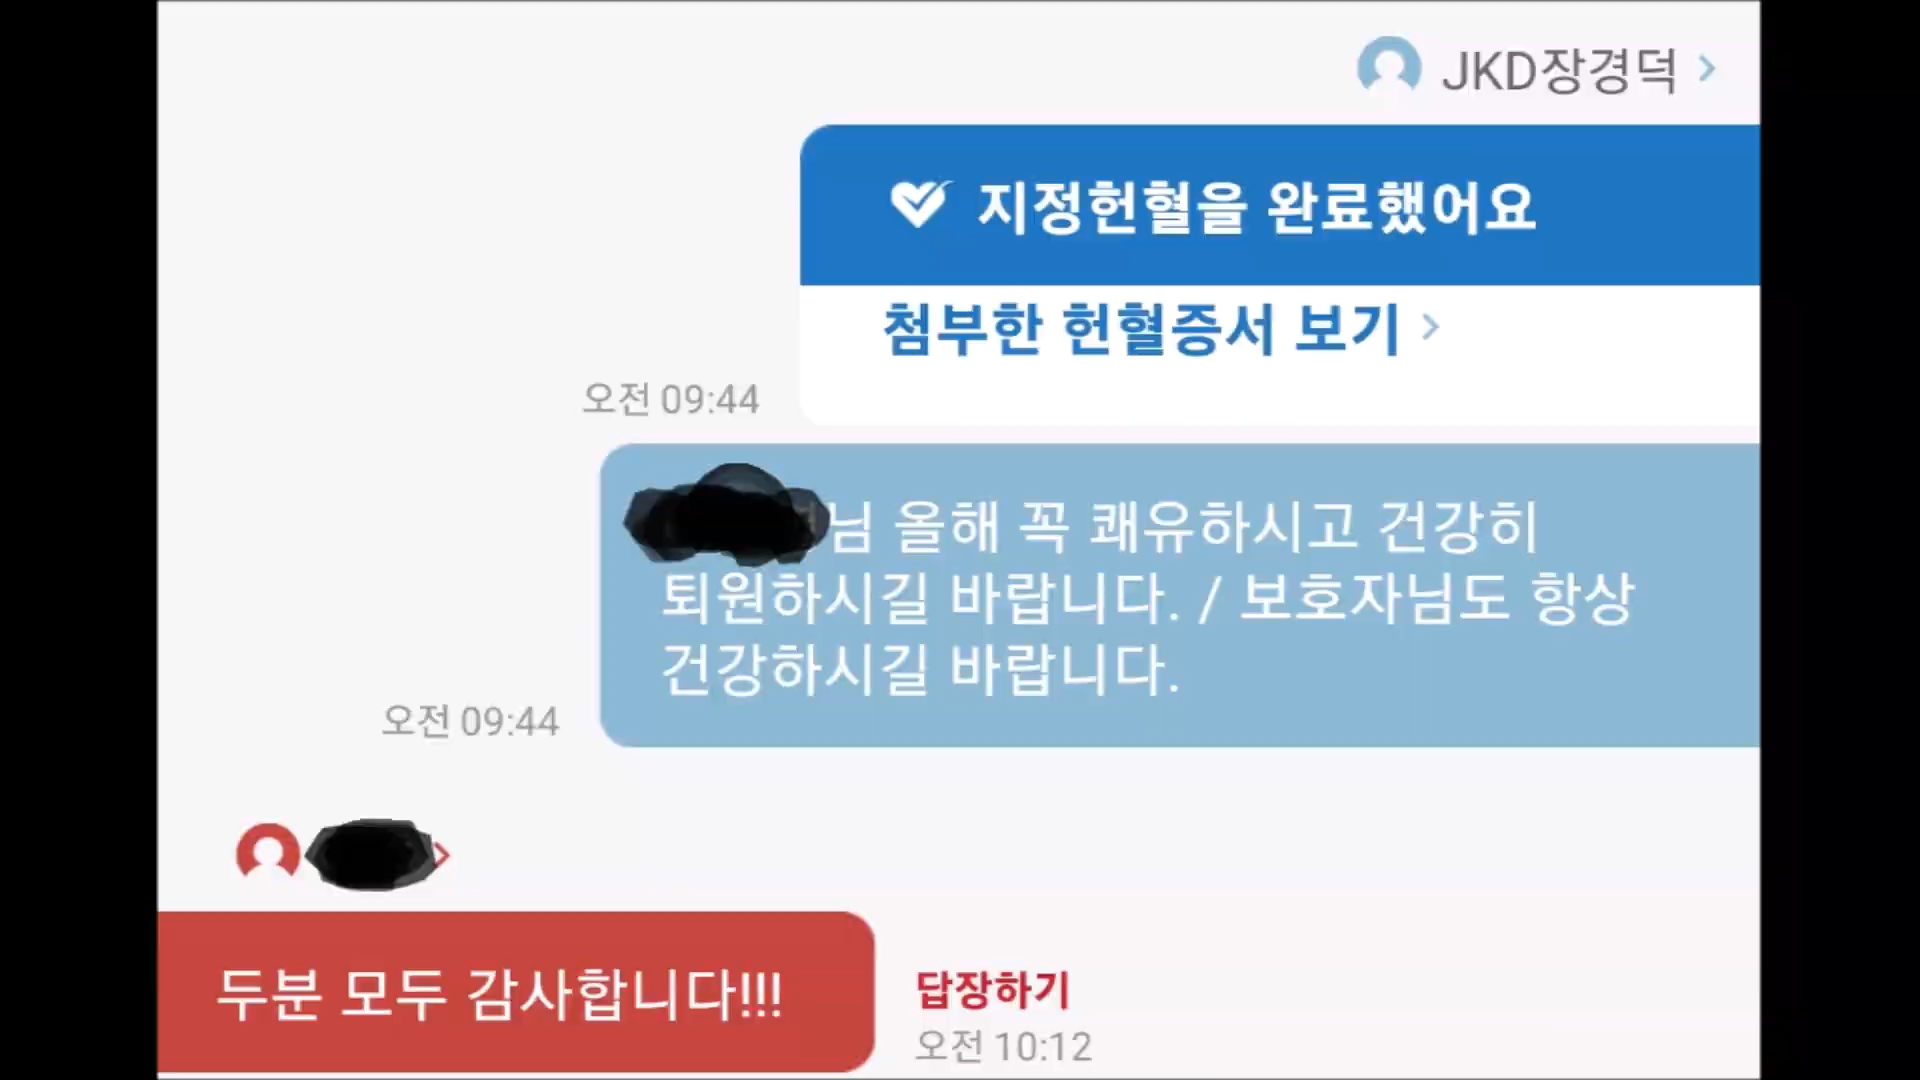 JKD장경덕
지정헌혈을 완료했어요
첨부한 헌혈증서 보기
오전 09:44
님 올해 꼭 쾌유하시고 건강히
퇴원하시길 바랍니다. / 보호자님도 항상
건강하시길 바랍니다.
오전 09:44
두분 모두 감사합니다!!!
답장하기
오전 10:12